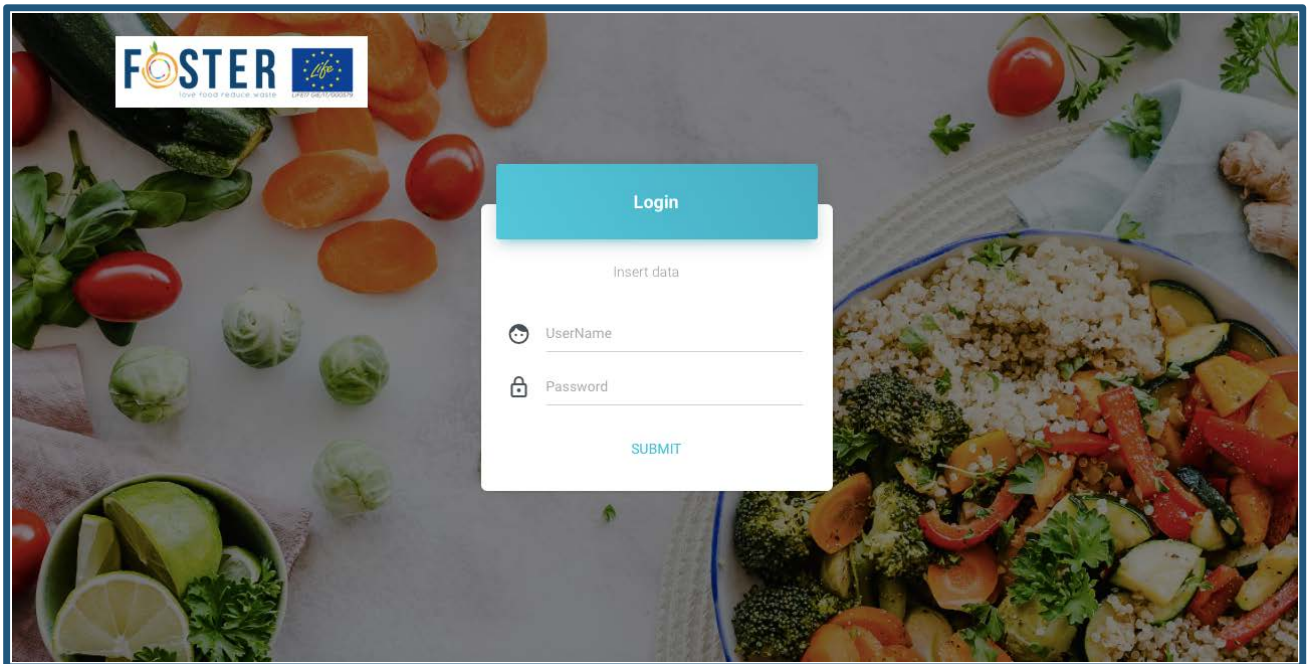 FOSTER
love food reduce waste
Life
Login
Insert data
UserName
Password
SUBMIT